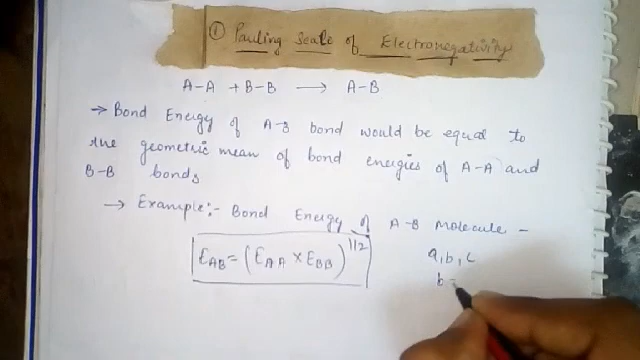 ① Pauling Scale of Electronegativity
A-A + B-B → A-B
→ Bond Energy of A-B bond would be equal to
the geometric mean of bond energies of A-A and
B-B bonds
→ Example:- Bond Energy of A-B Molecule -
E_AB = (E_AA × E_BB)^1/2
a, b, c
b =